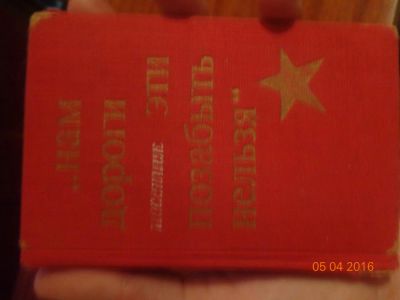 „нам
дороги
эти
позабыть
нельзя“
05 04 2016